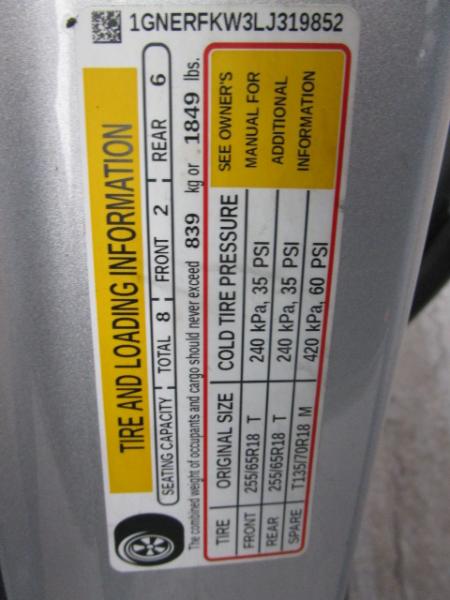 1GNERFKW3LJ319852
TIRE AND LOADING INFORMATION
SEATING CAPACITY TOTAL 8 FRONT 2 REAR 6
The combined weight of occupants and cargo should never exceed 839 kg or 1849 lbs.
TIRE ORIGINAL SIZE COLD TIRE PRESSURE SEE OWNER'S
FRONT 255/65R18 T 240 kPa, 35 PSI MANUAL FOR
REAR 255/65R18 T 240 kPa, 35 PSI ADDITIONAL
SPARE T135/70R18 M 420 kPa, 60 PSI INFORMATION